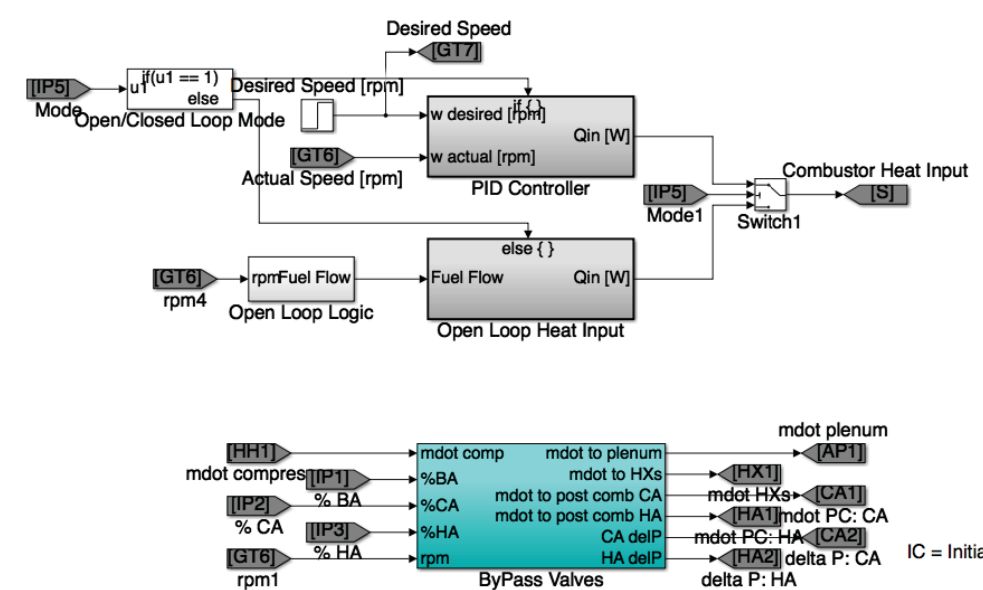 Desired Speed
[GT7]
[IP5]
Mode
u1
if(u1 == 1)
else
Open/Closed Loop Mode
Desired Speed [rpm]
[GT6]
Actual Speed [rpm]
if { }
w desired [rpm]
w actual [rpm]
Qin [W]
PID Controller
[IP5]
Mode1
Switch1
Combustor Heat Input
[S]
[GT6]
rpm4
rpm
Fuel Flow
Open Loop Logic
else { }
Fuel Flow
Qin [W]
Open Loop Heat Input
[HH1]
mdot compres
[IP1]
% BA
[IP2]
% CA
[IP3]
% HA
[GT6]
rpm1
mdot comp
%BA
%CA
%HA
rpm
mdot to plenum
mdot to HXs
mdot to post comb CA
mdot to post comb HA
CA delP
HA delP
ByPass Valves
mdot plenum
[AP1]
[HX1]
mdot HXs
[CA1]
mdot PC: CA
[HA1]
mdot PC: HA
[CA2]
delta P: CA
[HA2]
delta P: HA
IC = Initia